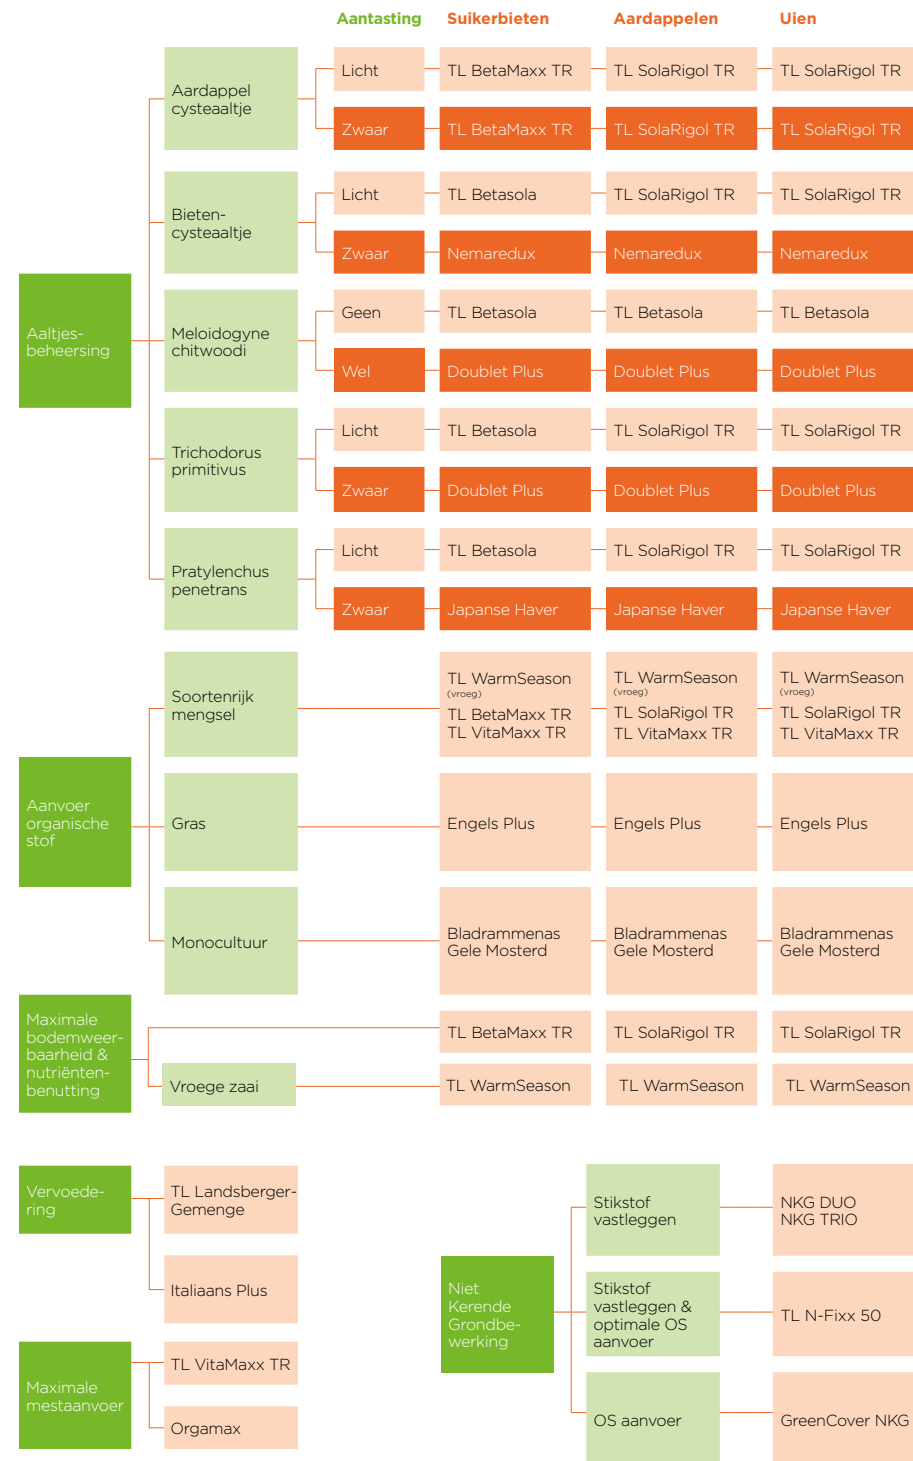 Aantasting Suikerbieten Aardappelen Uien
Aaltjes-
beheersing
Aardappel
cysteaaltje
Licht TL BetaMaxx TR TL SolaRigol TR TL SolaRigol TR
Zwaar TL BetaMaxx TR TL SolaRigol TR TL SolaRigol TR
Bieten-
cysteaaltje
Licht TL Betasola TL SolaRigol TR TL SolaRigol TR
Zwaar Nemaredux Nemaredux Nemaredux
Meloidogyne
chitwoodi
Geen TL Betasola TL Betasola TL Betasola
Wel Doublet Plus Doublet Plus Doublet Plus
Trichodorus
primitivus
Licht TL Betasola TL SolaRigol TR TL SolaRigol TR
Zwaar Doublet Plus Doublet Plus Doublet Plus
Pratylenchus
penetrans
Licht TL Betasola TL SolaRigol TR TL SolaRigol TR
Zwaar Japanse Haver Japanse Haver Japanse Haver
Aanvoer
organische
stof
Soortenrijk
mengsel
TL WarmSeason TL WarmSeason TL WarmSeason
(vroeg) (vroeg) (vroeg)
TL BetaMaxx TR TL SolaRigol TR TL SolaRigol TR
TL VitaMaxx TR TL VitaMaxx TR TL VitaMaxx TR
Gras Engels Plus Engels Plus Engels Plus
Monocultuur
Bladrammenas Bladrammenas Bladrammenas
Gele Mosterd Gele Mosterd Gele Mosterd
Maximale
bodemweer-
baarheid &
nutriënten-
benutting
TL BetaMaxx TR TL SolaRigol TR TL SolaRigol TR
Vroege zaai TL WarmSeason TL WarmSeason TL WarmSeason
Vervoede-
ring
TL Landsberger-
Gemenge
Italiaans Plus
Maximale
mestaanvoer
TL VitaMaxx TR
Orgamax
Niet
Kerende
Grondbe-
werking
Stikstof
vastleggen
NKG DUO
NKG TRIO
Stikstof
vastleggen &
optimale OS
aanvoer
TL N-Fixx 50
OS aanvoer GreenCover NKG